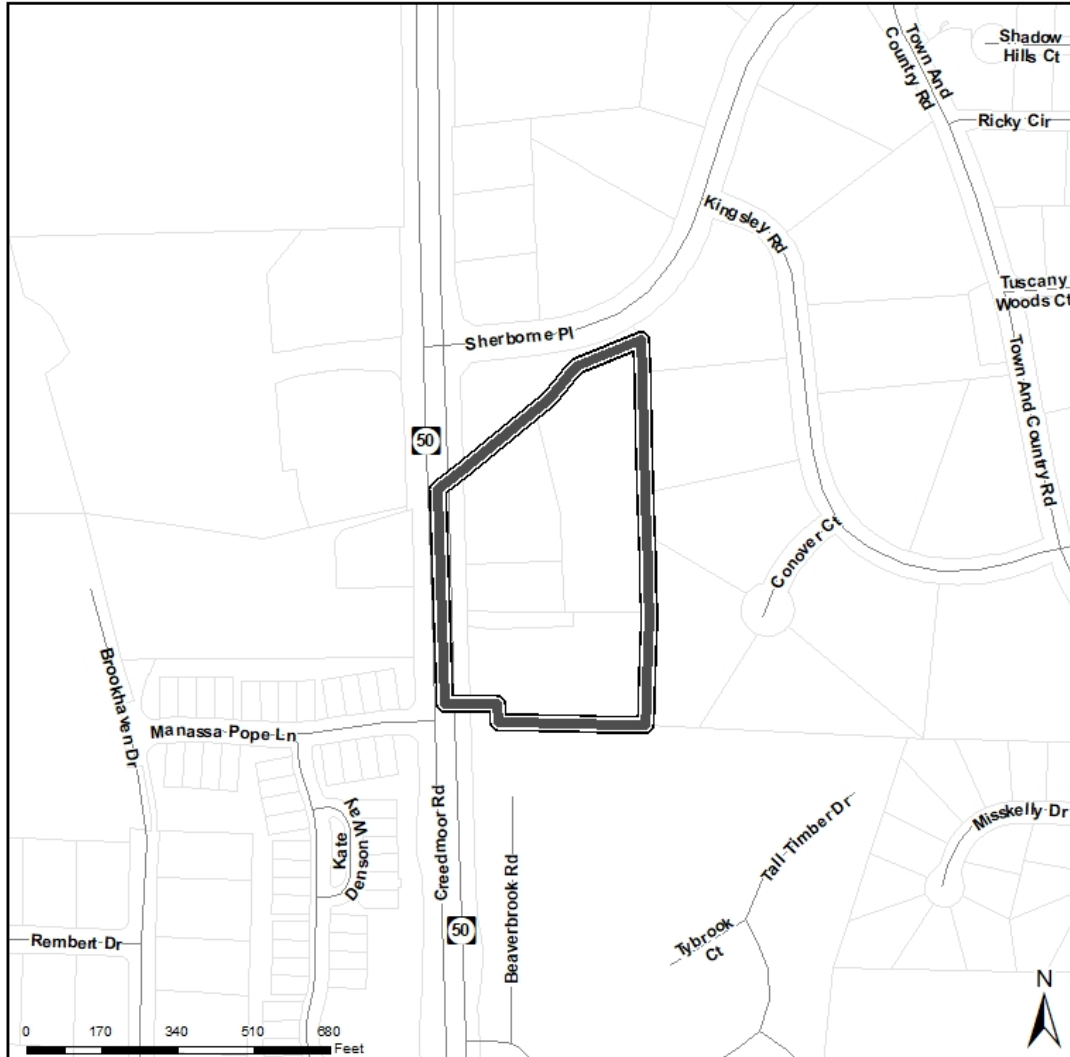 Shadow
Hills Ct
Town And
Country Rd
Ricky Cir
Kingsley Rd
Tuscany
Woods Ct
Sherborne Pl
Town And Country Rd
50
Conover Ct
Brookhaven Dr
Manassa Pope Ln
Kate
Denson Way
Creedmoor Rd
Tall Timber Dr
Misskelly Dr
Tybrook
Ct
Beaverbrook Rd
50
Rembert Dr
N
0 170 340 510 680
Feet